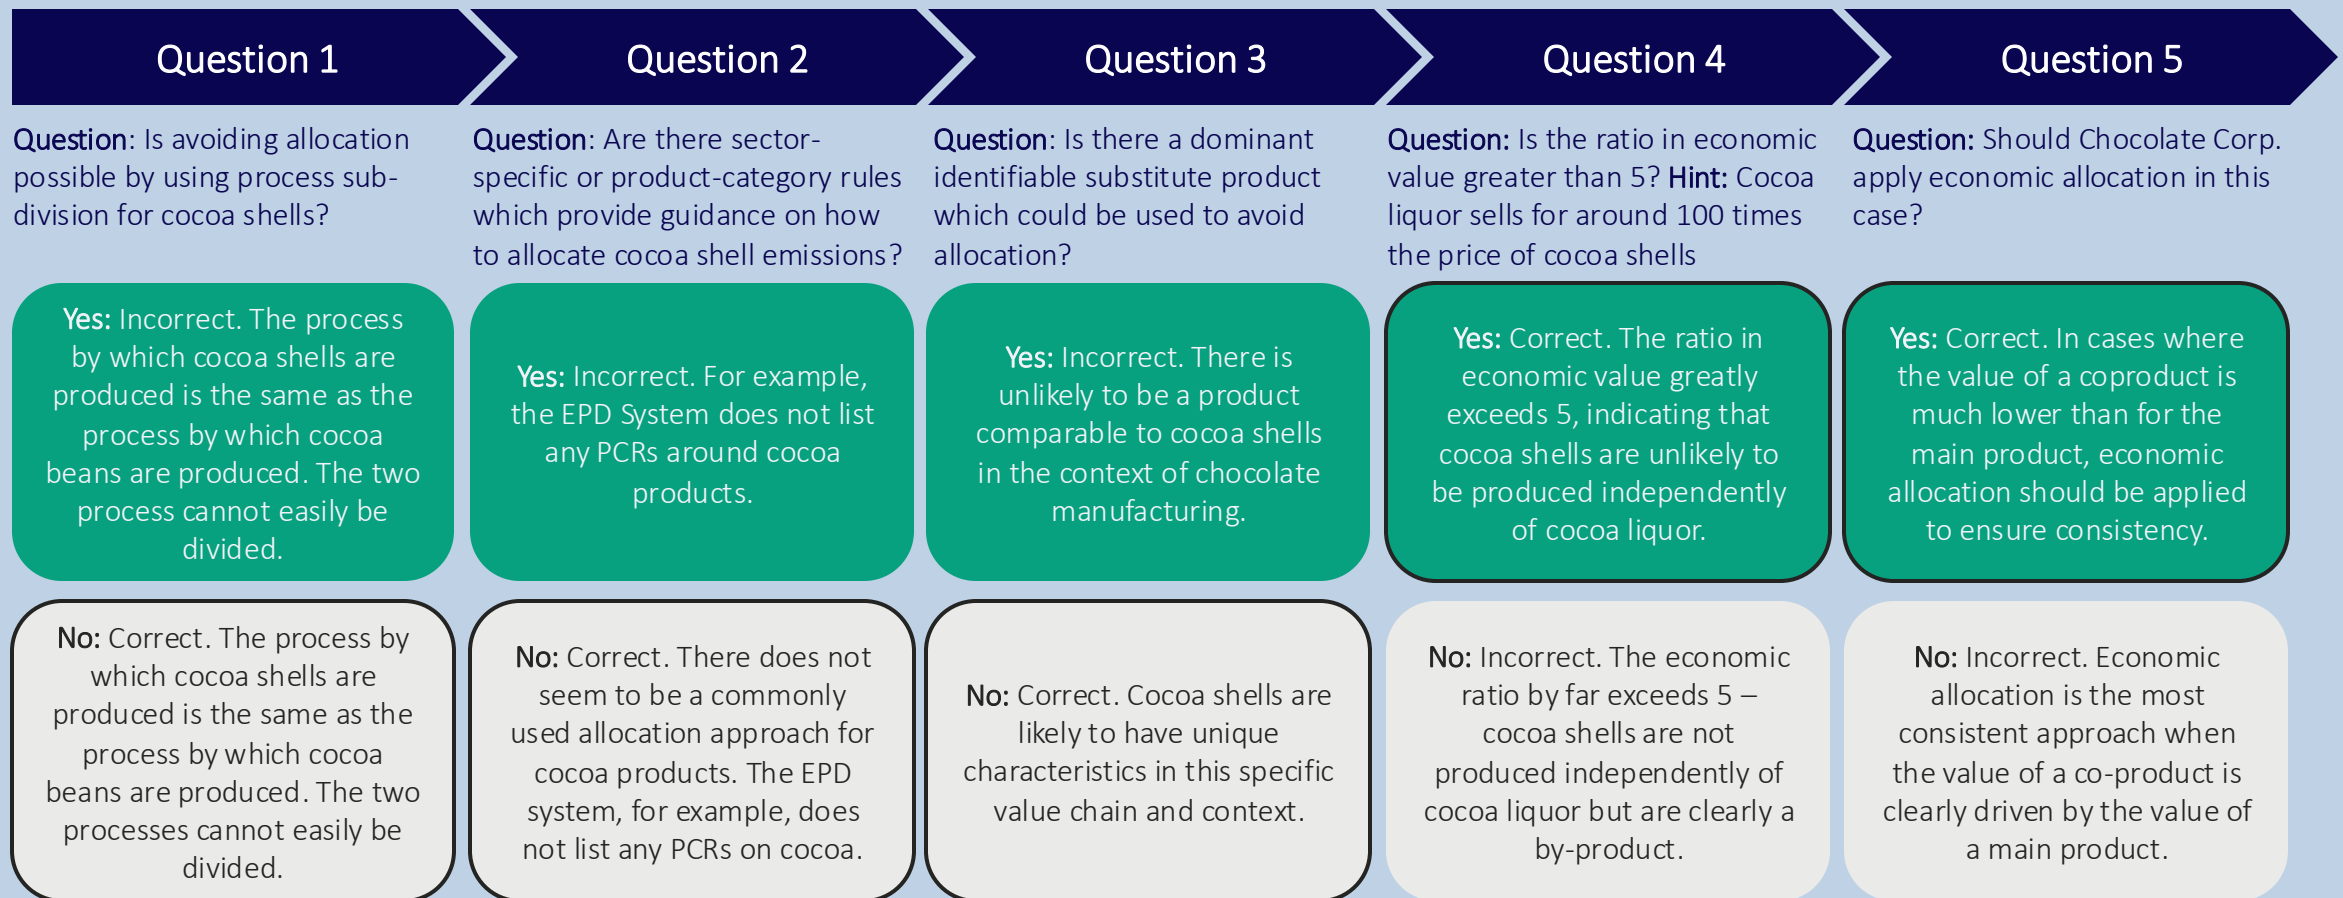 Question 1
Question 2
Question 3
Question 4
Question 5
Question: Is avoiding allocation
possible by using process sub-
division for cocoa shells?
Question: Are there sector-
specific or product-category rules
which provide guidance on how
to allocate cocoa shell emissions?
Question: Is there a dominant
identifiable substitute product
which could be used to avoid
allocation?
Question: Is the ratio in economic
value greater than 5? Hint: Cocoa
liquor sells for around 100 times
the price of cocoa shells
Question: Should Chocolate Corp.
apply economic allocation in this
case?
Yes: Incorrect. The process
by which cocoa shells are
produced is the same as the
process by which cocoa
beans are produced. The two
process cannot easily be
divided.
Yes: Incorrect. For example,
the EPD System does not list
any PCRs around cocoa
products.
Yes: Incorrect. There is
unlikely to be a product
comparable to cocoa shells
in the context of chocolate
manufacturing.
Yes: Correct. The ratio in
economic value greatly
exceeds 5, indicating that
cocoa shells are unlikely to
be produced independently
of cocoa liquor.
Yes: Correct. In cases where
the value of a coproduct is
much lower than for the
main product, economic
allocation should be applied
to ensure consistency.
No: Correct. The process by
which cocoa shells are
produced is the same as the
process by which cocoa
beans are produced. The two
processes cannot easily be
divided.
No: Correct. There does not
seem to be a commonly
used allocation approach for
cocoa products. The EPD
system, for example, does
not list any PCRs on cocoa.
No: Correct. Cocoa shells are
likely to have unique
characteristics in this specific
value chain and context.
No: Incorrect. The economic
ratio by far exceeds 5 –
cocoa shells are not
produced independently of
cocoa liquor but are clearly a
by-product.
No: Incorrect. Economic
allocation is the most
consistent approach when
the value of a co-product is
clearly driven by the value of
a main product.